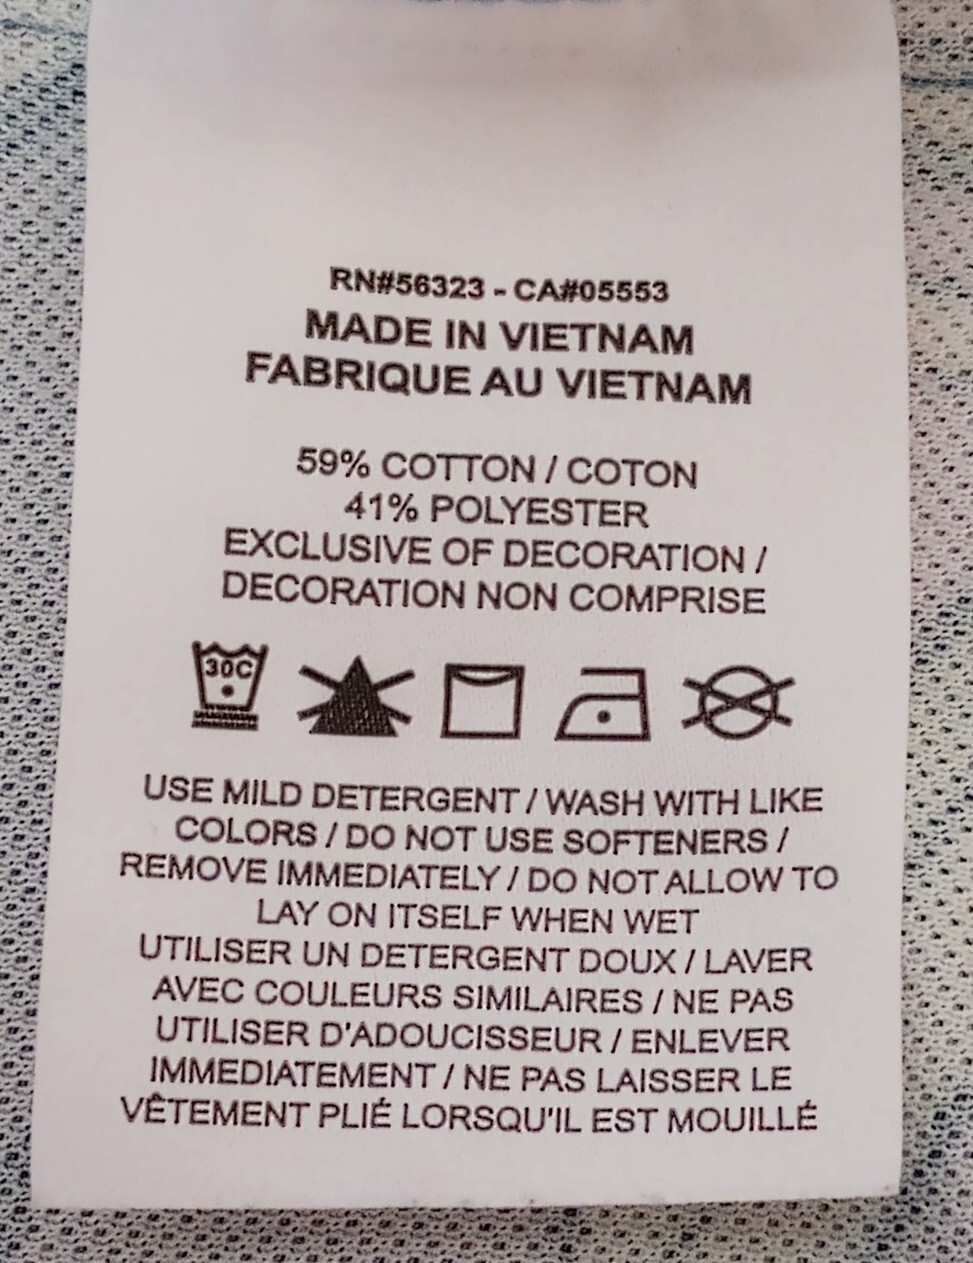 RN#56323 - CA#05553
MADE IN VIETNAM
FABRIQUE AU VIETNAM
59% COTTON / COTON
41% POLYESTER
EXCLUSIVE OF DECORATION /
DECORATION NON COMPRISE
30C
USE MILD DETERGENT / WASH WITH LIKE
COLORS / DO NOT USE SOFTENERS /
REMOVE IMMEDIATELY / DO NOT ALLOW TO
LAY ON ITSELF WHEN WET
UTILISER UN DETERGENT DOUX / LAVER
AVEC COULEURS SIMILAIRES / NE PAS
UTILISER D'ADOUCISSEUR / ENLEVER
IMMEDIATEMENT / NE PAS LAISSER LE
VÊTEMENT PLIÉ LORSQU'IL EST MOUILLÉ